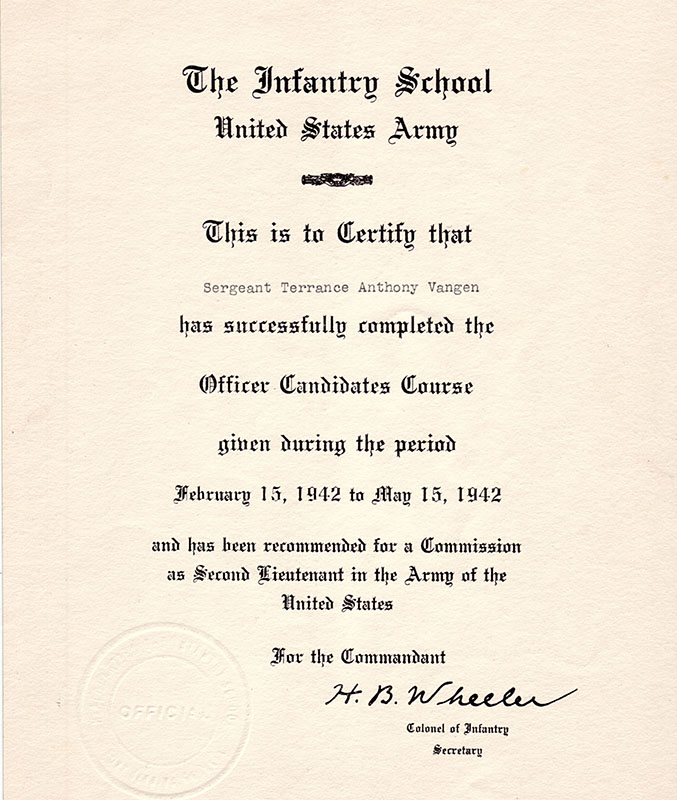 The Infantry School
United States Army
This is to Certify that
Sergeant Terrance Anthony Vangen
has successfully completed the
Officer Candidates Course
given during the period
February 15, 1942 to May 15, 1942
and has been recommended for a Commission
as Second Lieutenant in the Army of the
United States
For the Commandant
H. B. Wheeler
Colonel of Infantry
Secretary
OFFICIAL